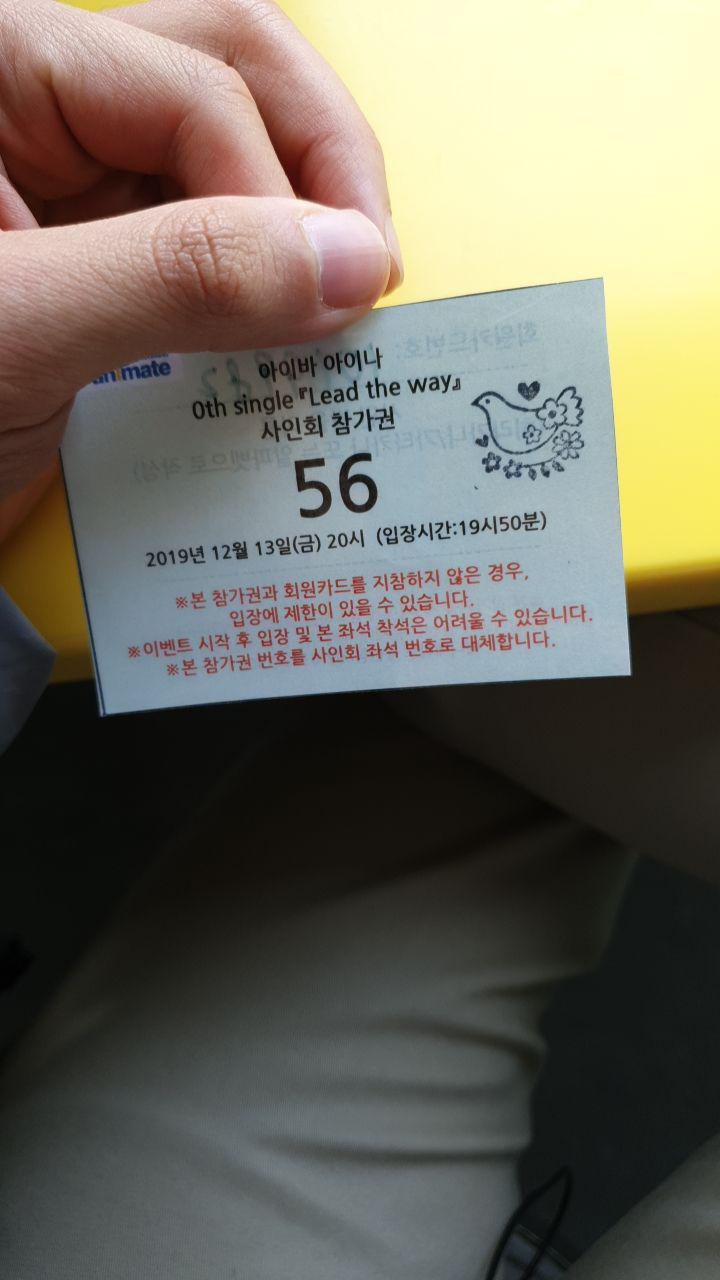 아이바 아이나
0th single『Lead the way』
사인회 참가권
56
2019년 12월 13일(금) 20시 (입장시간:19시50분)
※본 참가권과 회원카드를 지참하지 않은 경우,
입장에 제한이 있을 수 있습니다.
※이벤트 시작 후 입장 및 본 좌석 착석은 어려울 수 있습니다.
※본 참가권 번호를 사인회 좌석 번호로 대체합니다.